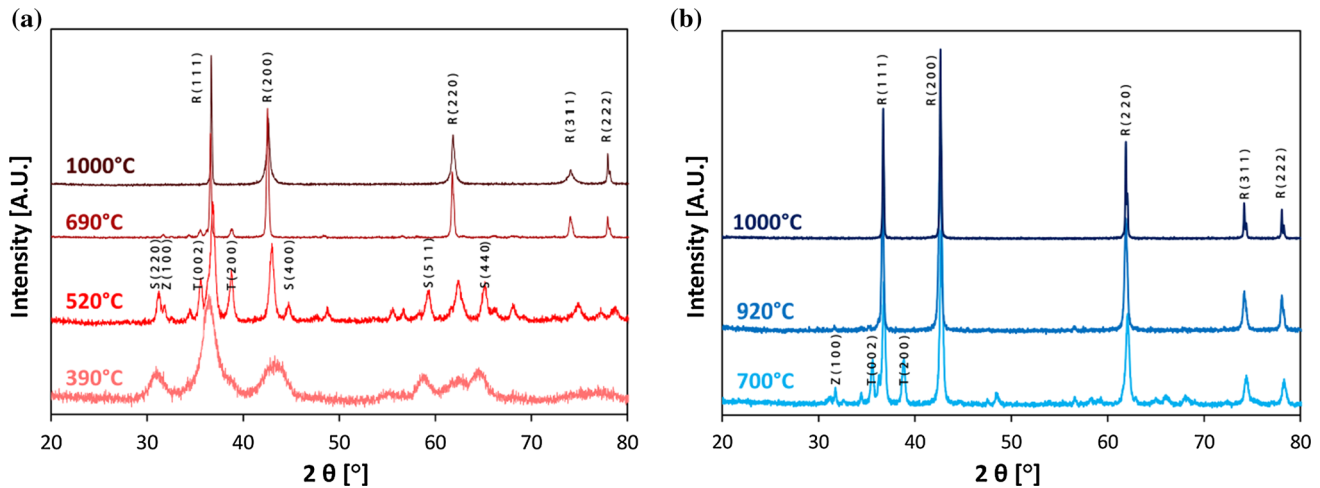 (a)
Intensity [A.U.]
R(111)
R(200)
R(220)
R(311)
R(222)
1000°C
690°C
S(220)
Z(100)
T(002)
T(200)
S(400)
S(511)
S(440)
520°C
390°C
20 30 40 50 60 70 80
2 θ [°]
(b)
Intensity [A.U.]
R(111)
R(200)
R(220)
R(311)
R(222)
1000°C
920°C
Z(100)
T(002)
T(200)
700°C
20 30 40 50 60 70 80
2 θ [°]